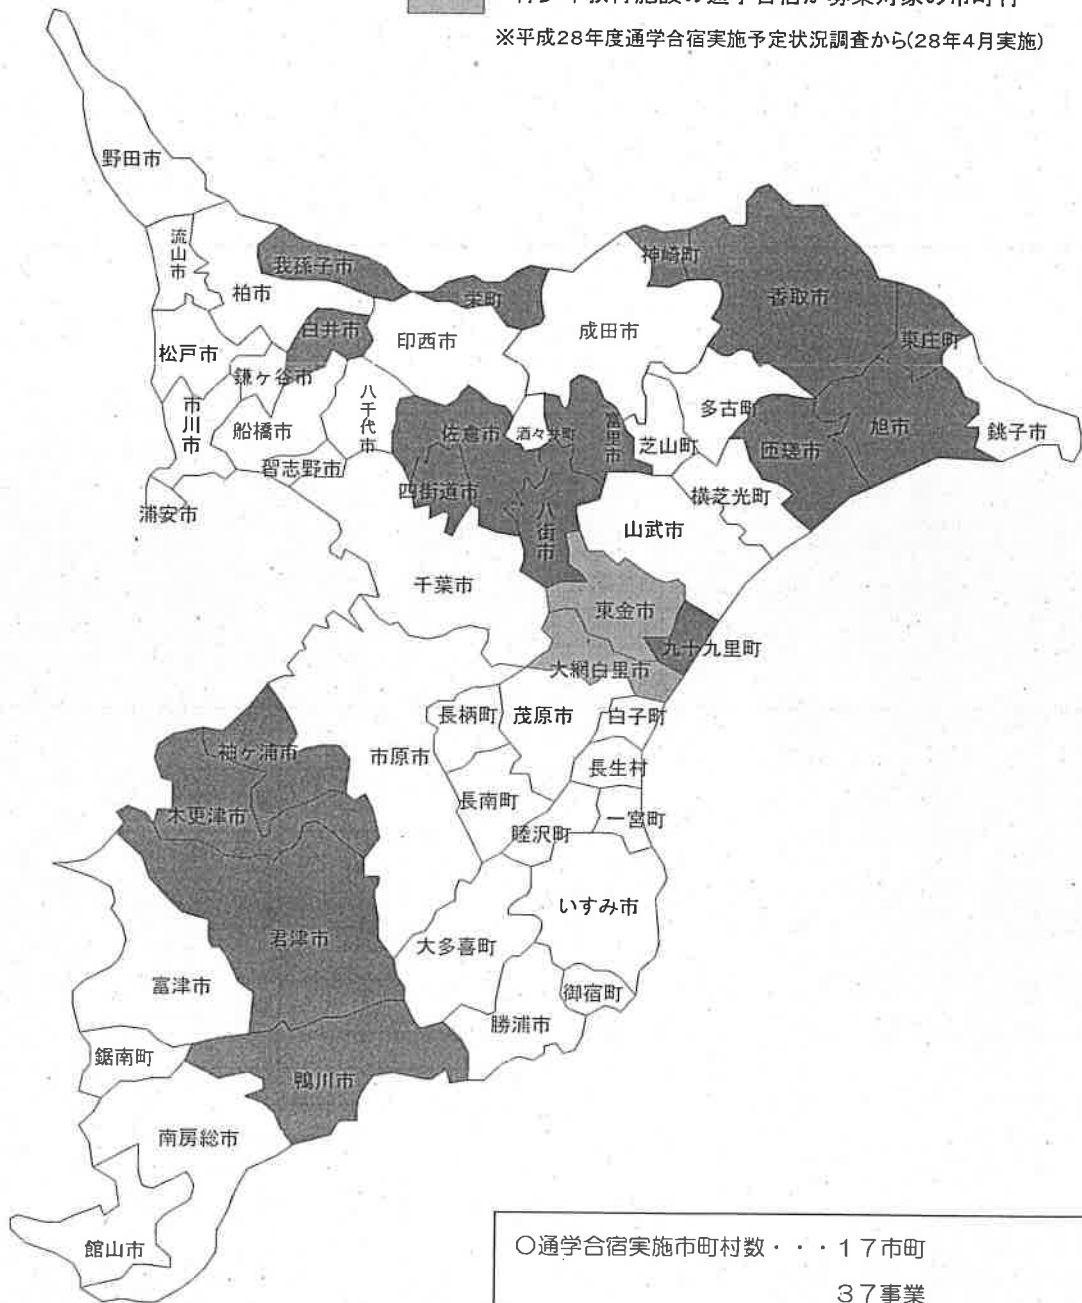 ※平成28年度通学合宿実施予定状況調査から(28年4月実施)
野田市
流山市
我孫子市
柏市
神崎町
栄町
香取市
白井市
印西市
成田市
東庄町
松戸市
鎌ヶ谷市
八千代市
多古町
市川市
船橋市
佐倉市
酒々井町
富里市
芝山町
匝瑳市
旭市
銚子市
習志野市
四街道市
横芝光町
浦安市
八街市
山武市
千葉市
東金市
九十九里町
大網白里市
長柄町
茂原市
白子町
袖ヶ浦市
市原市
長生村
木更津市
長南町
睦沢町
一宮町
いすみ市
君津市
大多喜町
富津市
御宿町
勝浦市
鋸南町
鴨川市
南房総市
館山市
○通学合宿実施市町村数・・・17市町
37事業